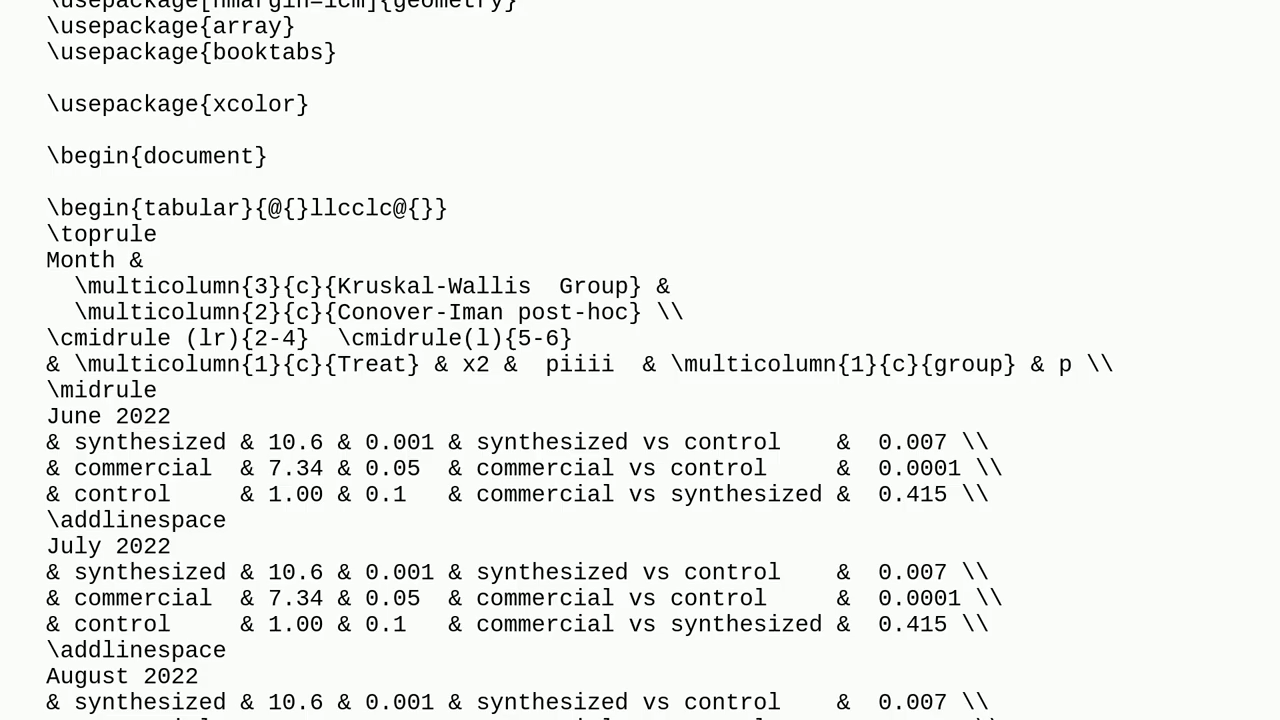 \usepackage[hmargin=1cm]{geometry}
\usepackage{array}
\usepackage{booktabs}
\usepackage{xcolor}
\begin{document}
\begin{tabular}{@{}llcclc@{}}
\toprule
Month &
  \multicolumn{3}{c}{Kruskal-Wallis  Group} &
  \multicolumn{2}{c}{Conover-Iman post-hoc} \\
\cmidrule (lr){2-4}  \cmidrule(l){5-6}
& \multicolumn{1}{c}{Treat} & x2 &  piiii  & \multicolumn{1}{c}{group} & p \\
\midrule
June 2022
& synthesized & 10.6 & 0.001 & synthesized vs control    &  0.007 \\
& commercial  & 7.34 & 0.05  & commercial vs control     &  0.0001 \\
& control     & 1.00 & 0.1   & commercial vs synthesized &  0.415 \\
\addlinespace
July 2022
& synthesized & 10.6 & 0.001 & synthesized vs control    &  0.007 \\
& commercial  & 7.34 & 0.05  & commercial vs control     &  0.0001 \\
& control     & 1.00 & 0.1   & commercial vs synthesized &  0.415 \\
\addlinespace
August 2022
& synthesized & 10.6 & 0.001 & synthesized vs control    &  0.007 \\